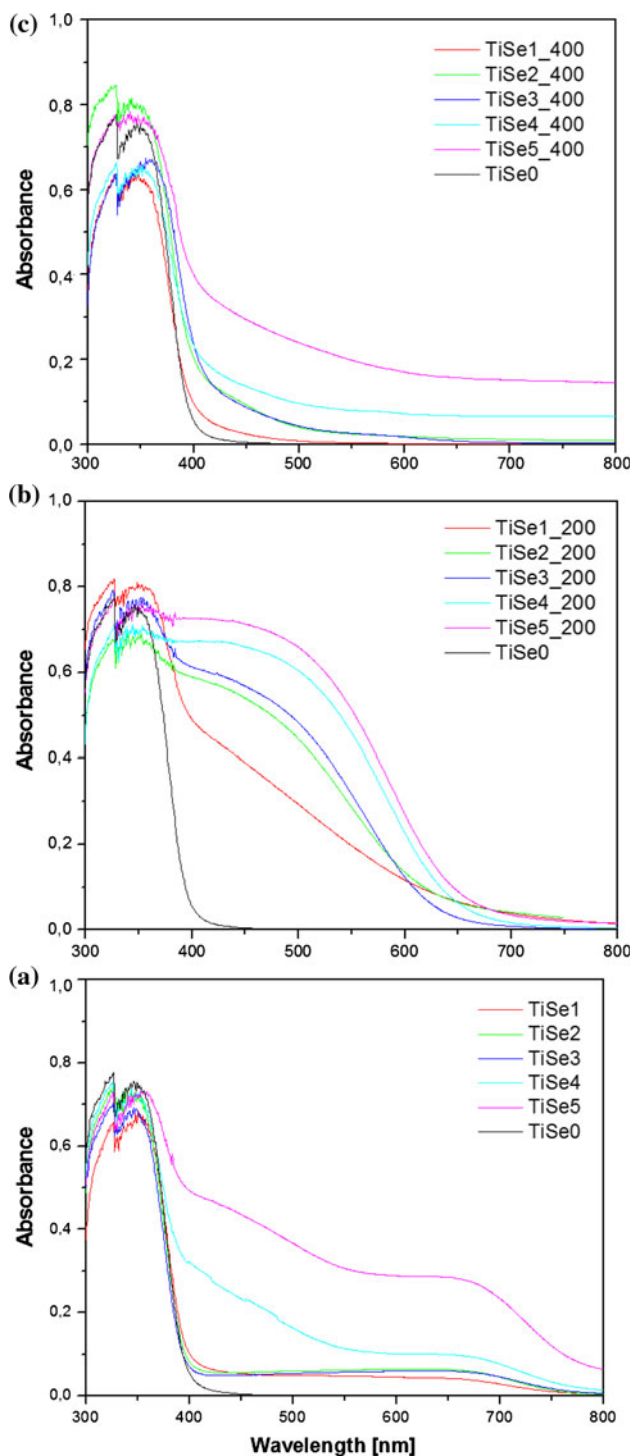 (c)
1,0
0,8
0,6
0,4
0,2
0,0
Absorbance
TiSe1_400
TiSe2_400
TiSe3_400
TiSe4_400
TiSe5_400
TiSe0
300 400 500 600 700 800
(b)
1,0
0,8
0,6
0,4
0,2
0,0
Absorbance
TiSe1_200
TiSe2_200
TiSe3_200
TiSe4_200
TiSe5_200
TiSe0
300 400 500 600 700 800
(a)
1,0
0,8
0,6
0,4
0,2
0,0
Absorbance
TiSe1
TiSe2
TiSe3
TiSe4
TiSe5
TiSe0
300 400 500 600 700 800
Wavelength [nm]